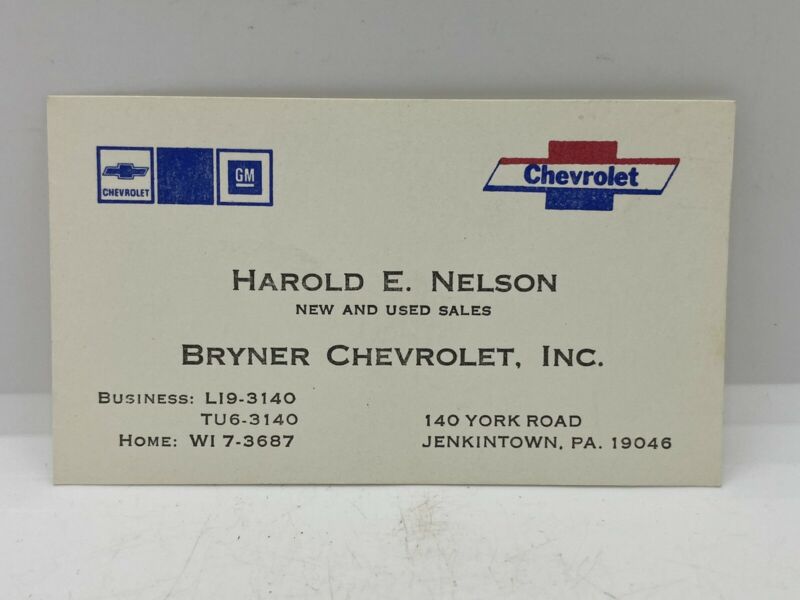 CHEVROLET
GM
Chevrolet
HAROLD E. NELSON
NEW AND USED SALES
BRYNER CHEVROLET, INC.
BUSINESS: LI9-3140
TU6-3140
HOME: WI 7-3687
140 YORK ROAD
JENKINTOWN, PA. 19046